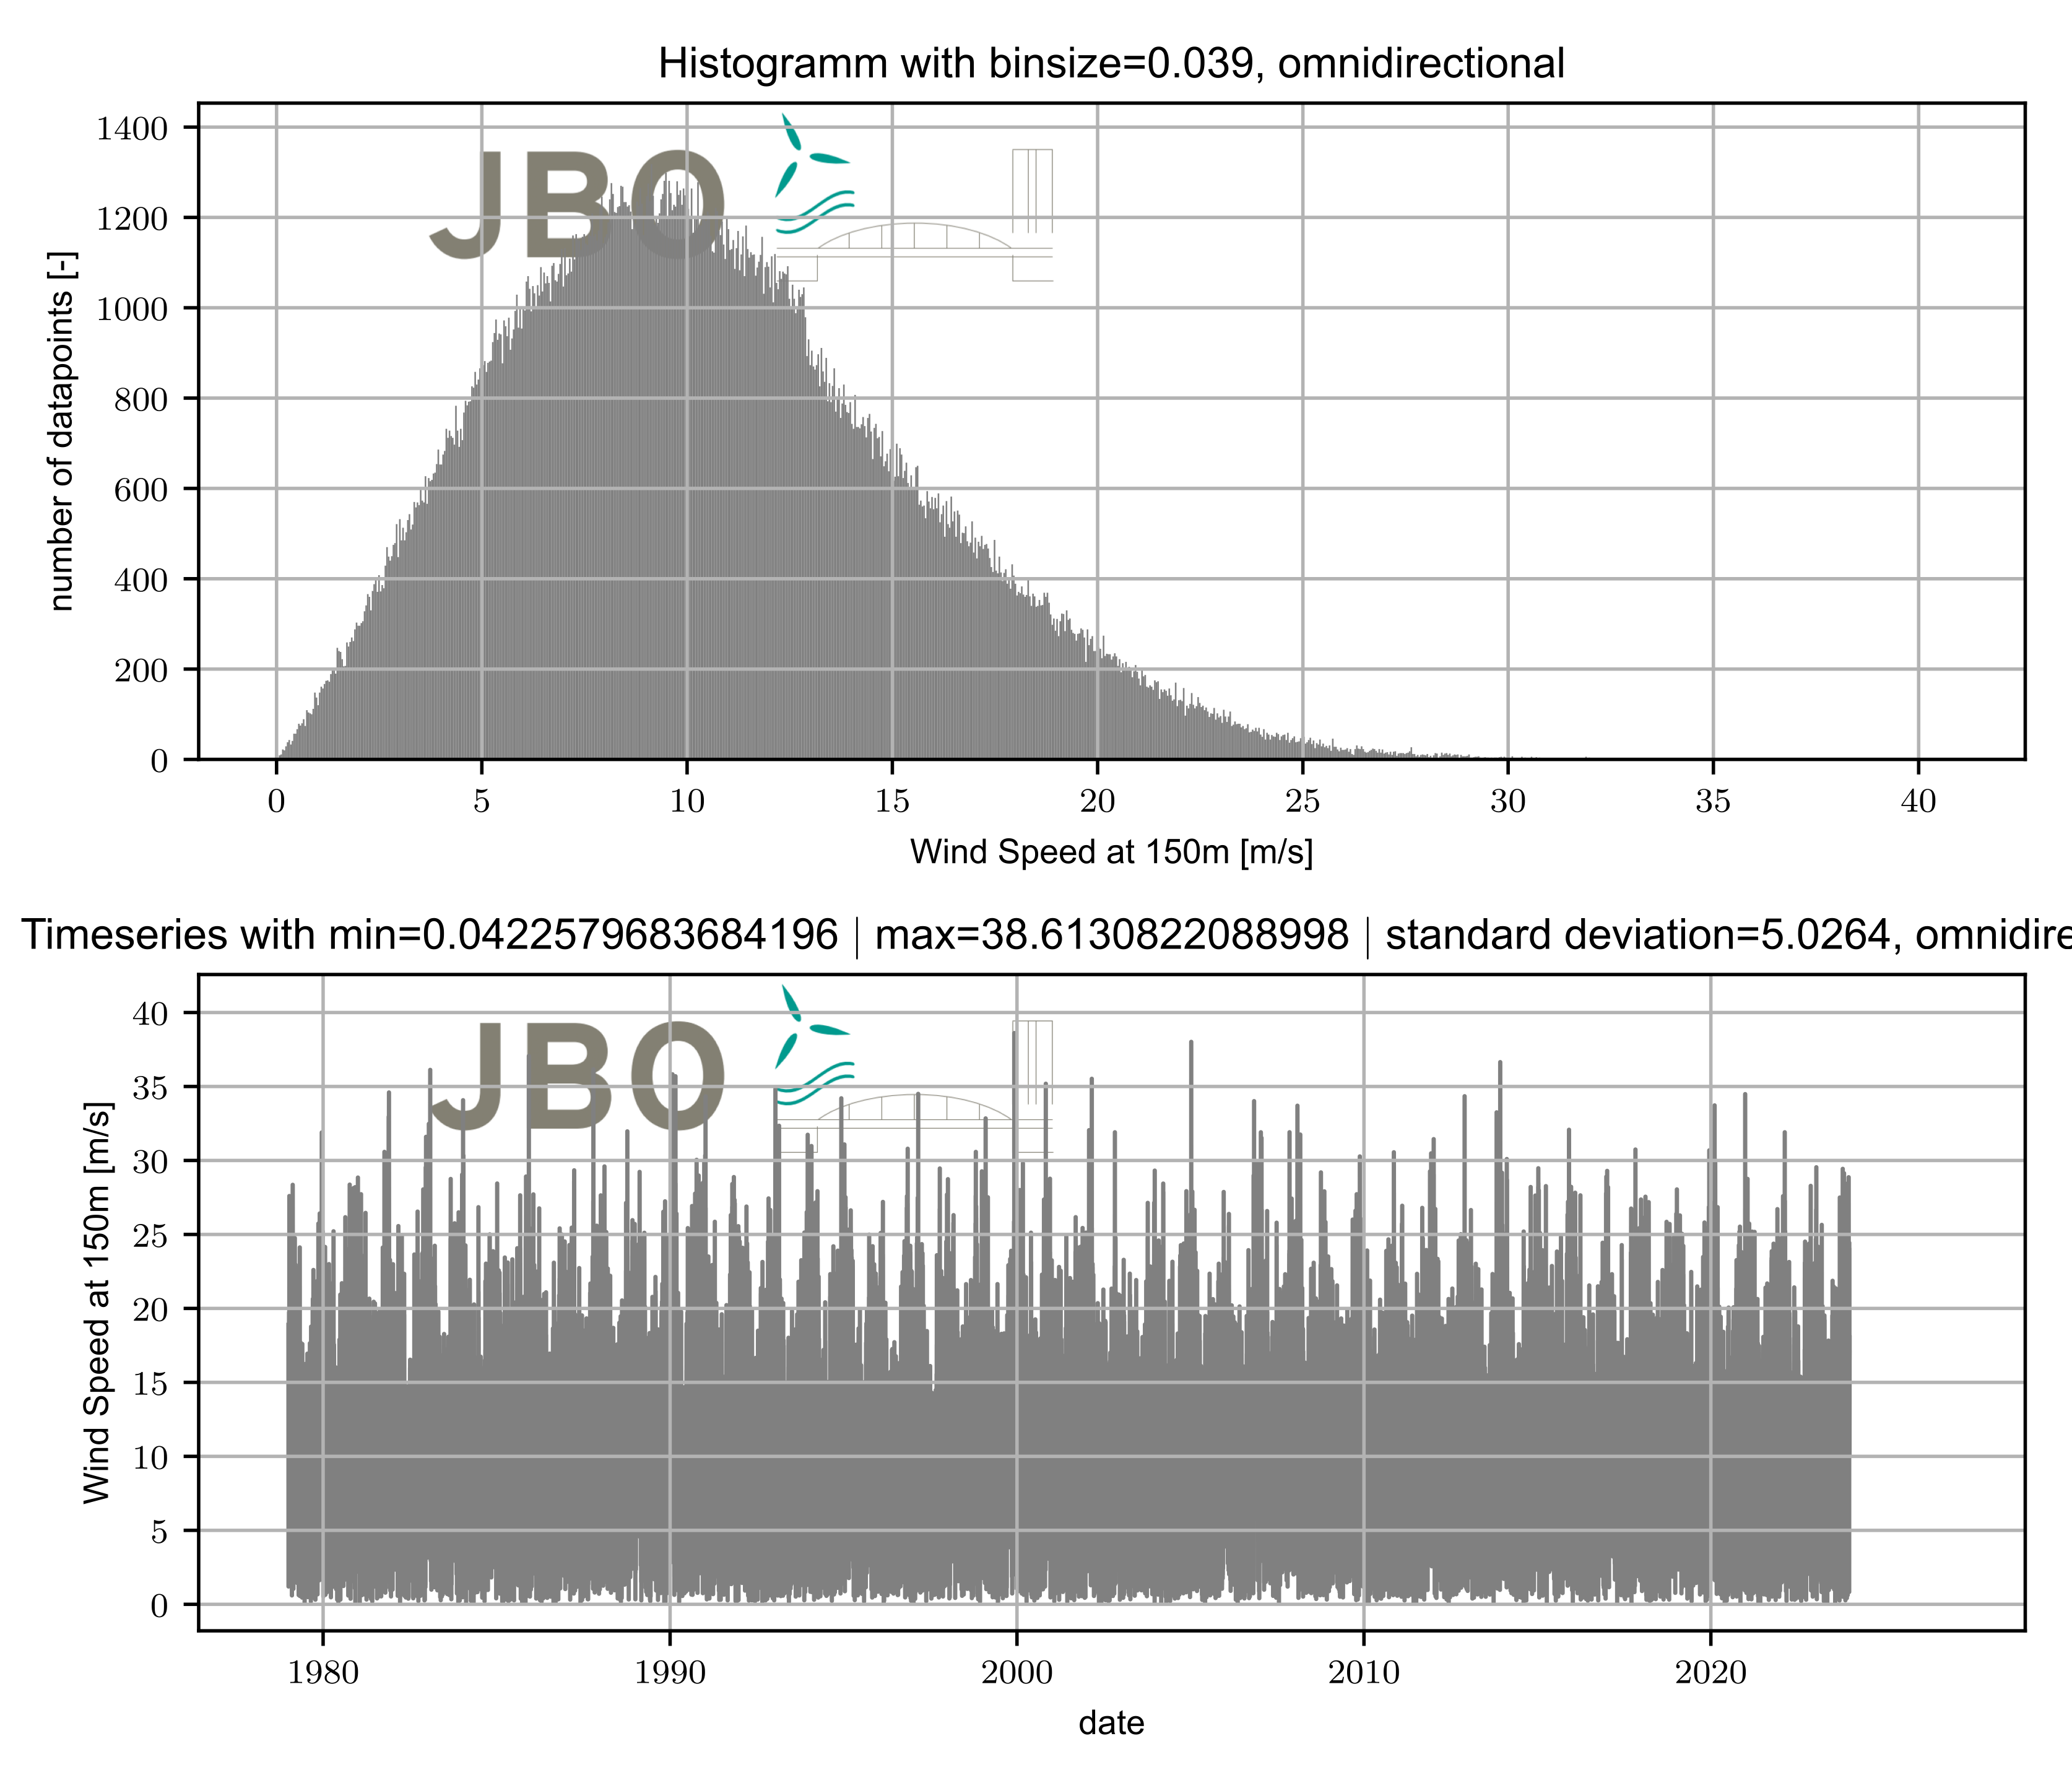 Histogramm with binsize=0.039, omnidirectional
1400
1200
1000
800
600
400
200
0
number of datapoints [-]
JBO
0 5 10 15 20 25 30 35 40
Wind Speed at 150m [m/s]
Timeseries with min=0.0422579683684196 | max=38.6130822088998 | standard deviation=5.0264, omnidire
40
35
30
25
20
15
10
5
0
Wind Speed at 150m [m/s]
JBO
1980 1990 2000 2010 2020
date